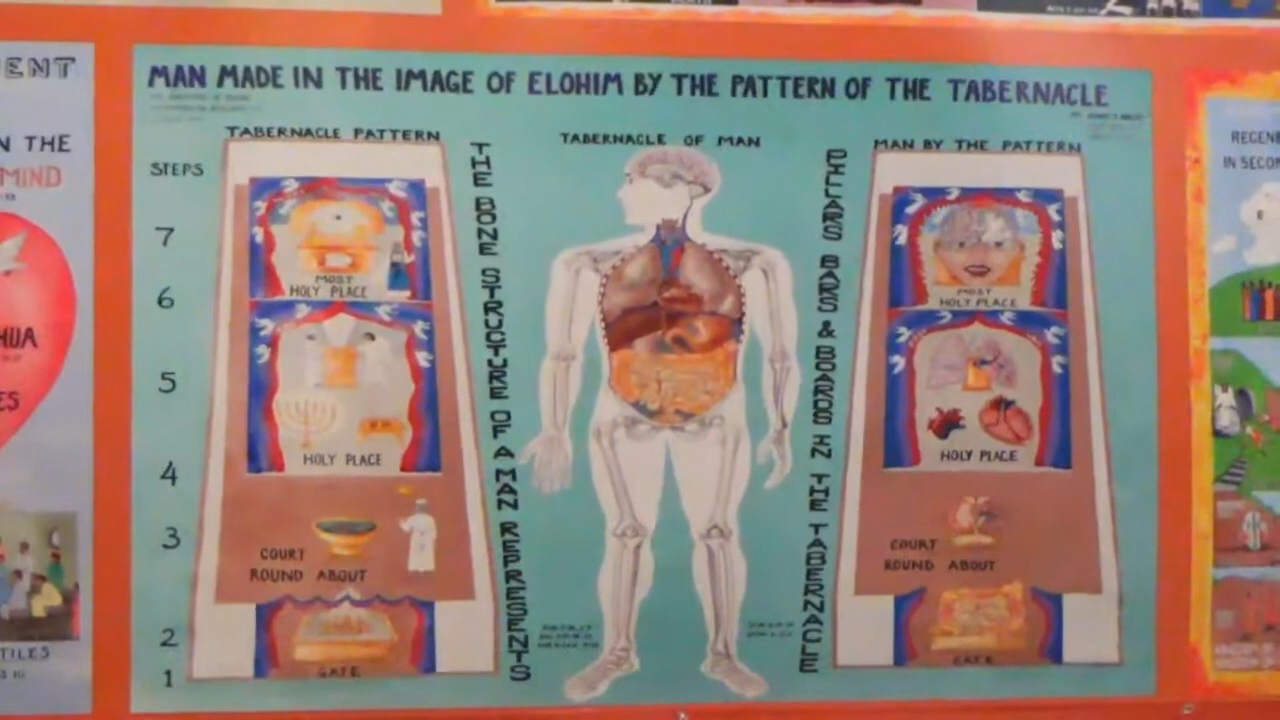 MAN MADE IN THE IMAGE OF ELOHIM BY THE PATTERN OF THE TABERNACLE
TABERNACLE PATTERN
STEPS
7
6
5
4
3
2
1
MOST
HOLY PLACE
HOLY PLACE
COURT
ROUND ABOUT
GATE
THE BONE STRUCTURE OF A MAN REPRESENTS
TABERNACLE OF MAN
PILLARS BARS & BOARDS IN THE TABERNACLE
MAN BY THE PATTERN
MOST
HOLY PLACE
HOLY PLACE
COURT
ROUND ABOUT
GATE
ENT
N THE
MIND
HUA
ES
TILES
REGEN
IN SECON